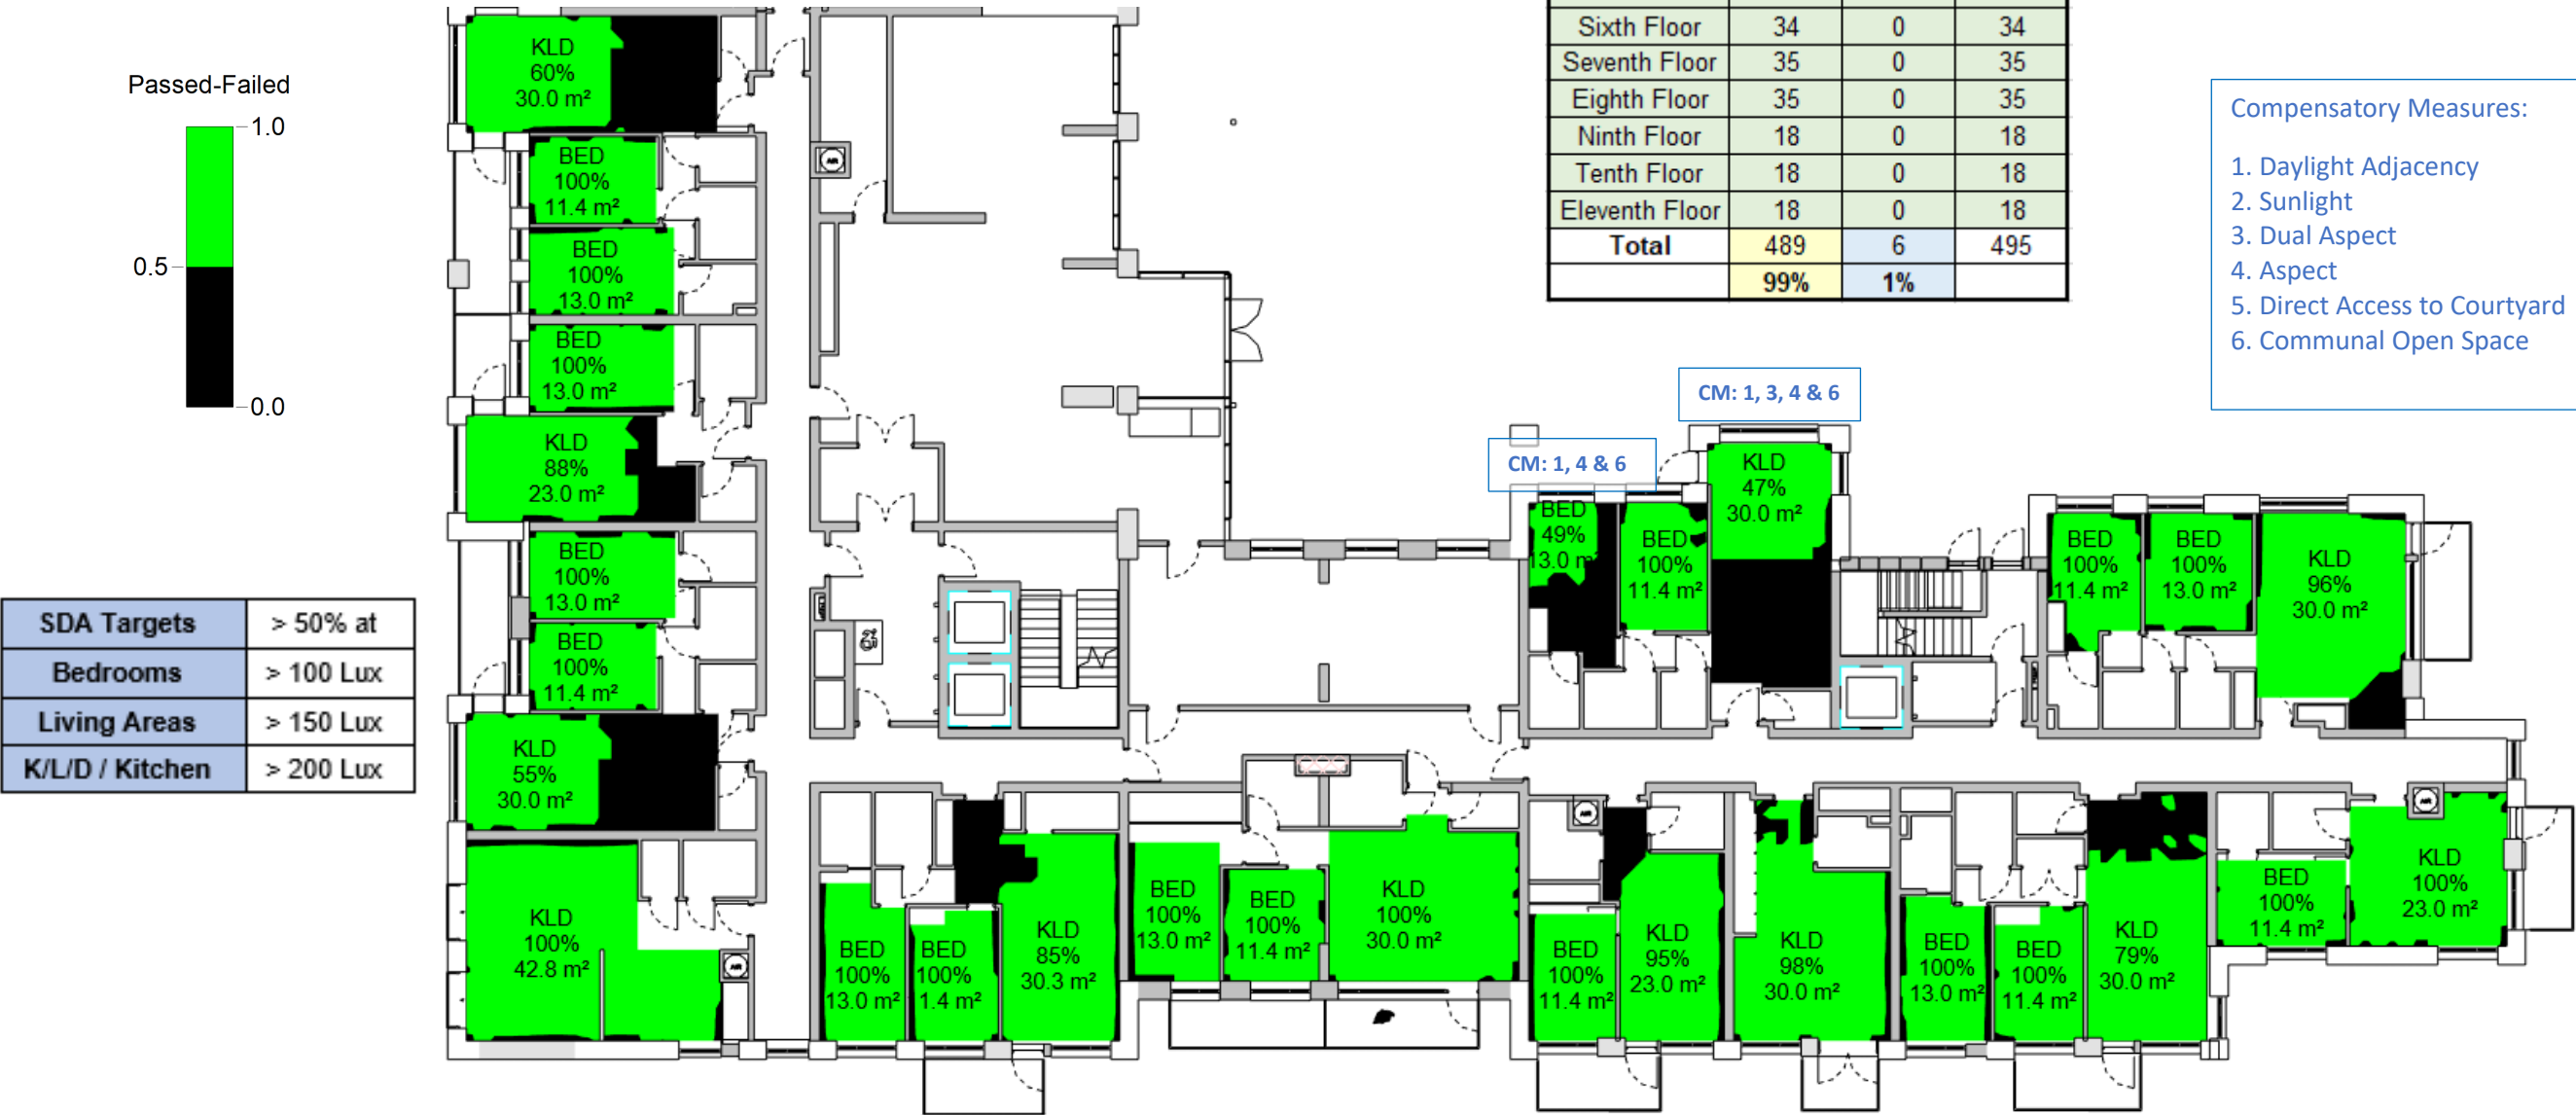 Passed-Failed
1.0
0.5
0.0
SDA Targets > 50% at
Bedrooms > 100 Lux
Living Areas > 150 Lux
K/L/D / Kitchen > 200 Lux
Sixth Floor 34 0 34
Seventh Floor 35 0 35
Eighth Floor 35 0 35
Ninth Floor 18 0 18
Tenth Floor 18 0 18
Eleventh Floor 18 0 18
Total 489 6 495
99% 1%
Compensatory Measures:
1. Daylight Adjacency
2. Sunlight
3. Dual Aspect
4. Aspect
5. Direct Access to Courtyard
6. Communal Open Space
KLD
60%
30.0 m²
BED
100%
11.4 m²
BED
100%
13.0 m²
BED
100%
13.0 m²
KLD
88%
23.0 m²
BED
100%
13.0 m²
BED
100%
11.4 m²
KLD
55%
30.0 m²
KLD
100%
42.8 m²
CM: 1, 4 & 6
CM: 1, 3, 4 & 6
BED
49%
13.0 m²
BED
100%
11.4 m²
KLD
47%
30.0 m²
BED
100%
11.4 m²
BED
100%
13.0 m²
KLD
96%
30.0 m²
BED
100%
13.0 m²
BED
100%
1.4 m²
KLD
85%
30.3 m²
BED
100%
13.0 m²
BED
100%
11.4 m²
KLD
100%
30.0 m²
BED
100%
11.4 m²
KLD
95%
23.0 m²
KLD
98%
30.0 m²
BED
100%
13.0 m²
BED
100%
11.4 m²
KLD
79%
30.0 m²
BED
100%
11.4 m²
KLD
100%
23.0 m²
AIR
AIR
AIR
AIR